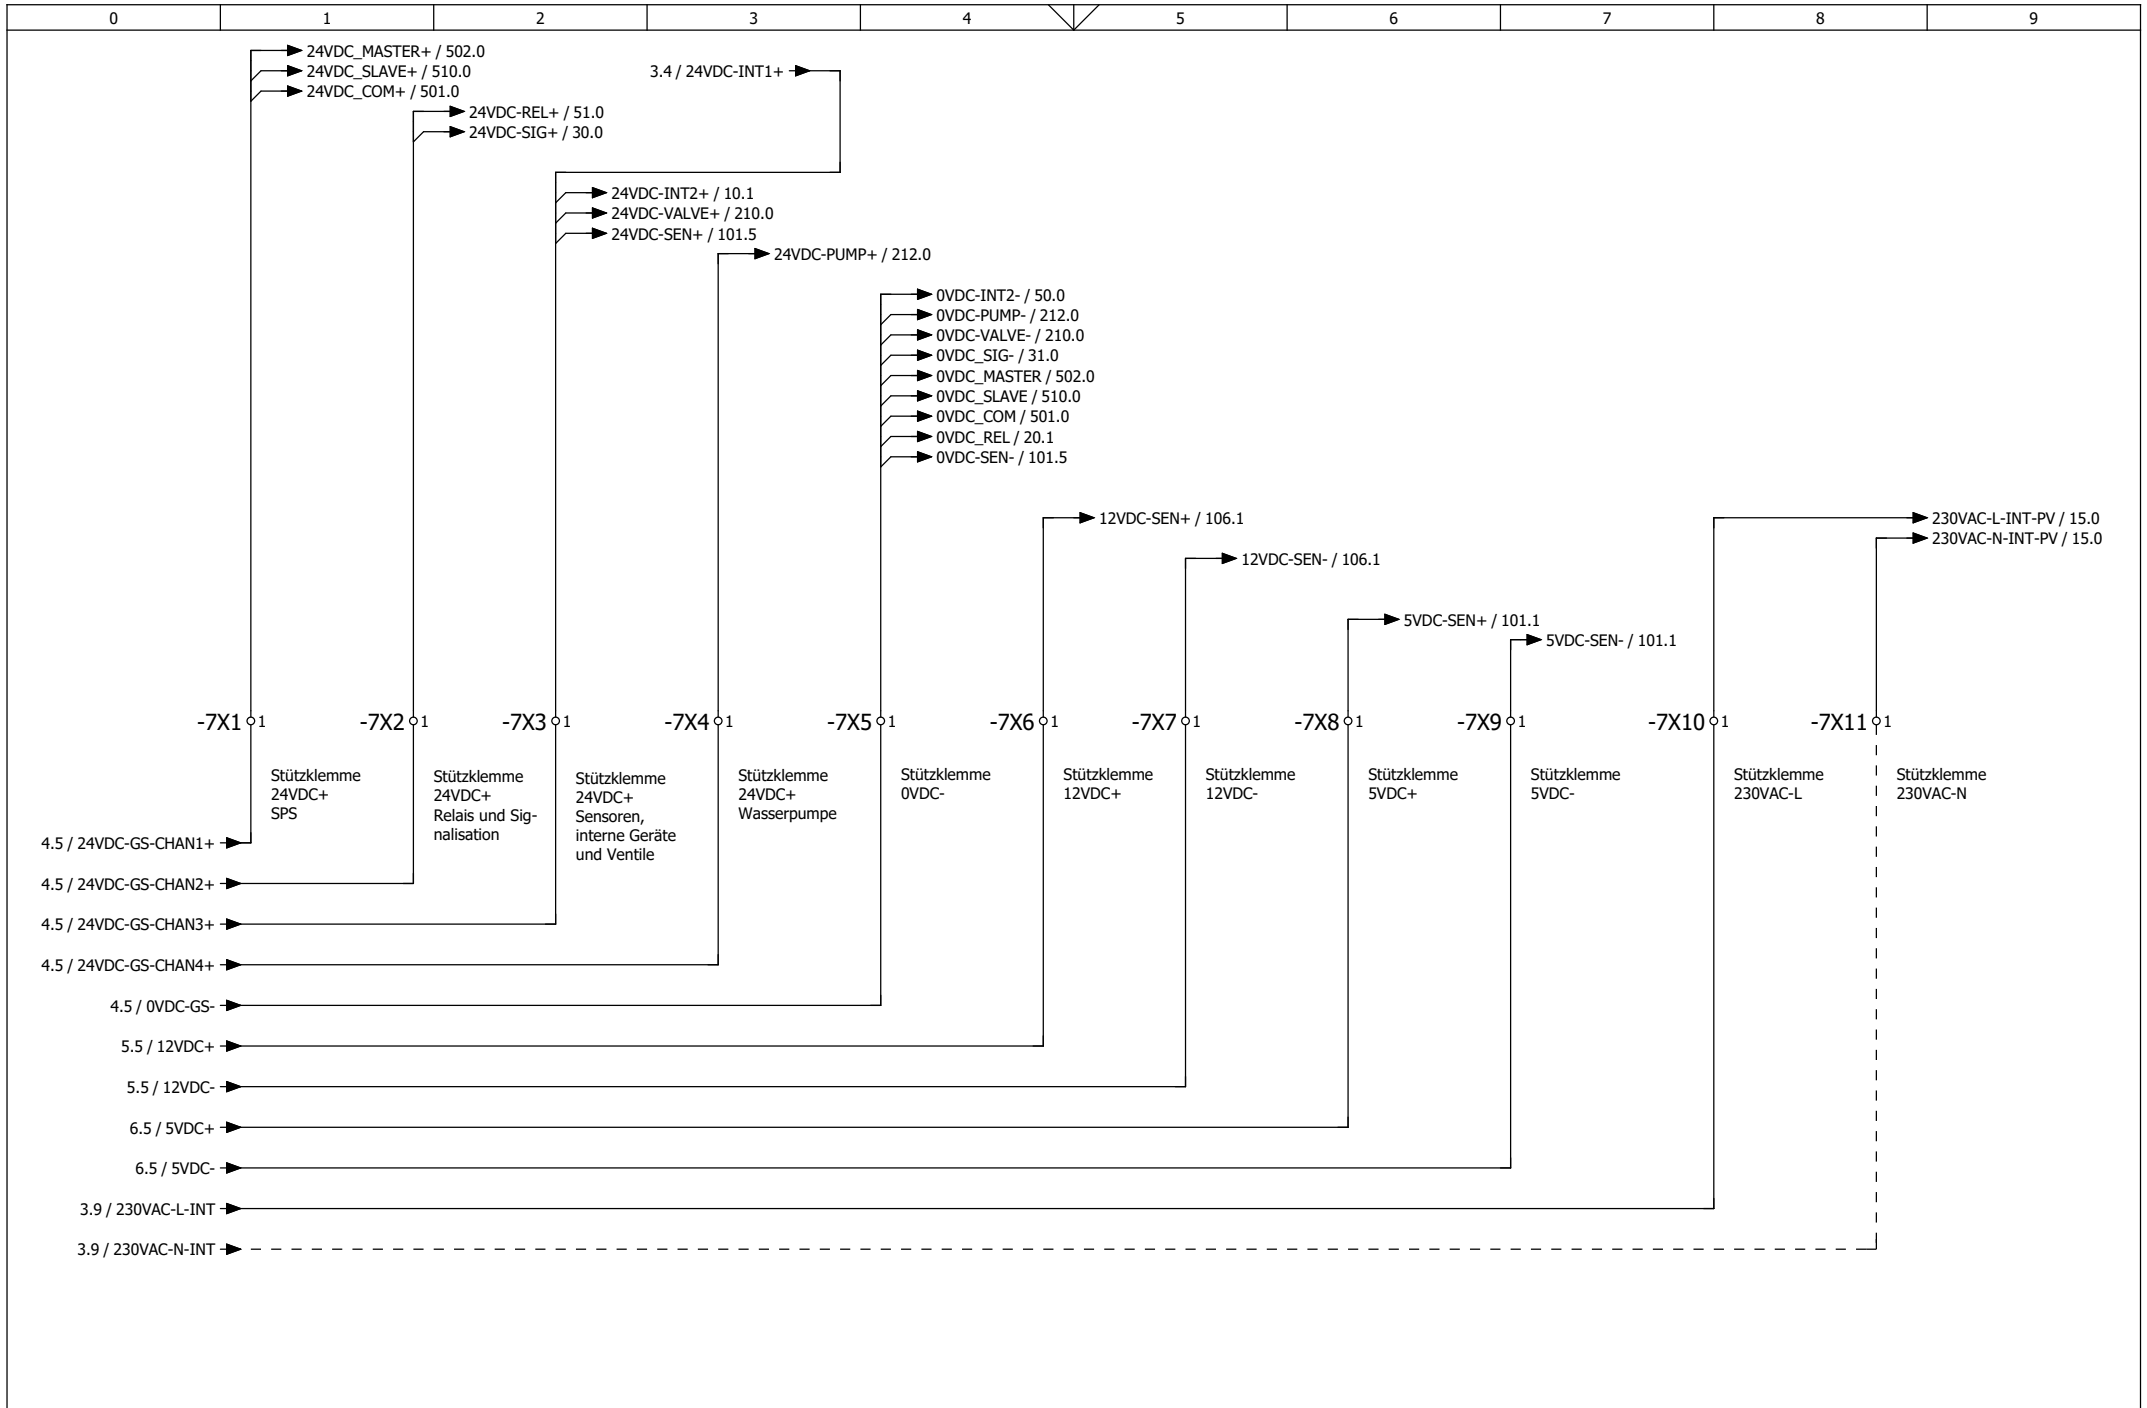 0 1 2 3 4 5 6 7 8 9
24VDC_MASTER+ / 502.0
24VDC_SLAVE+ / 510.0
24VDC_COM+ / 501.0
3.4 / 24VDC-INT1+
24VDC-REL+ / 51.0
24VDC-SIG+ / 30.0
24VDC-INT2+ / 10.1
24VDC-VALVE+ / 210.0
24VDC-SEN+ / 101.5
24VDC-PUMP+ / 212.0
0VDC-INT2- / 50.0
0VDC-PUMP- / 212.0
0VDC-VALVE- / 210.0
0VDC_SIG- / 31.0
0VDC_MASTER / 502.0
0VDC_SLAVE / 510.0
0VDC_COM / 501.0
0VDC_REL / 20.1
0VDC-SEN- / 101.5
12VDC-SEN+ / 106.1
12VDC-SEN- / 106.1
230VAC-L-INT-PV / 15.0
230VAC-N-INT-PV / 15.0
5VDC-SEN+ / 101.1
5VDC-SEN- / 101.1
-7X1 1
-7X2 1
-7X3 1
-7X4 1
-7X5 1
-7X6 1
-7X7 1
-7X8 1
-7X9 1
-7X10 1
-7X11 1
Stützklemme
24VDC+
SPS
Stützklemme
24VDC+
Relais und Sig-
nalisation
Stützklemme
24VDC+
Sensoren,
interne Geräte
und Ventile
Stützklemme
24VDC+
Wasserpumpe
Stützklemme
0VDC-
Stützklemme
12VDC+
Stützklemme
12VDC-
Stützklemme
5VDC+
Stützklemme
5VDC-
Stützklemme
230VAC-L
Stützklemme
230VAC-N
4.5 / 24VDC-GS-CHAN1+
4.5 / 24VDC-GS-CHAN2+
4.5 / 24VDC-GS-CHAN3+
4.5 / 24VDC-GS-CHAN4+
4.5 / 0VDC-GS-
5.5 / 12VDC+
5.5 / 12VDC-
6.5 / 5VDC+
6.5 / 5VDC-
3.9 / 230VAC-L-INT
3.9 / 230VAC-N-INT